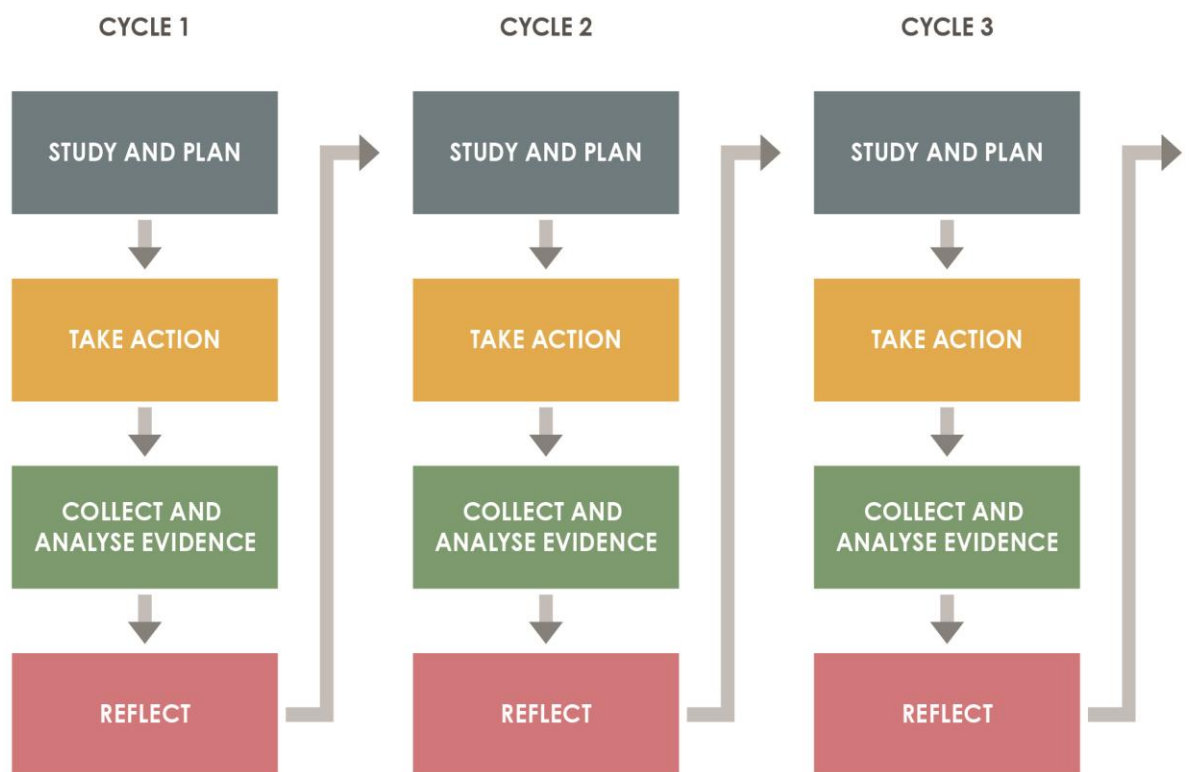 CYCLE 1
STUDY AND PLAN
TAKE ACTION
COLLECT AND
ANALYSE EVIDENCE
REFLECT
CYCLE 2
STUDY AND PLAN
TAKE ACTION
COLLECT AND
ANALYSE EVIDENCE
REFLECT
CYCLE 3
STUDY AND PLAN
TAKE ACTION
COLLECT AND
ANALYSE EVIDENCE
REFLECT